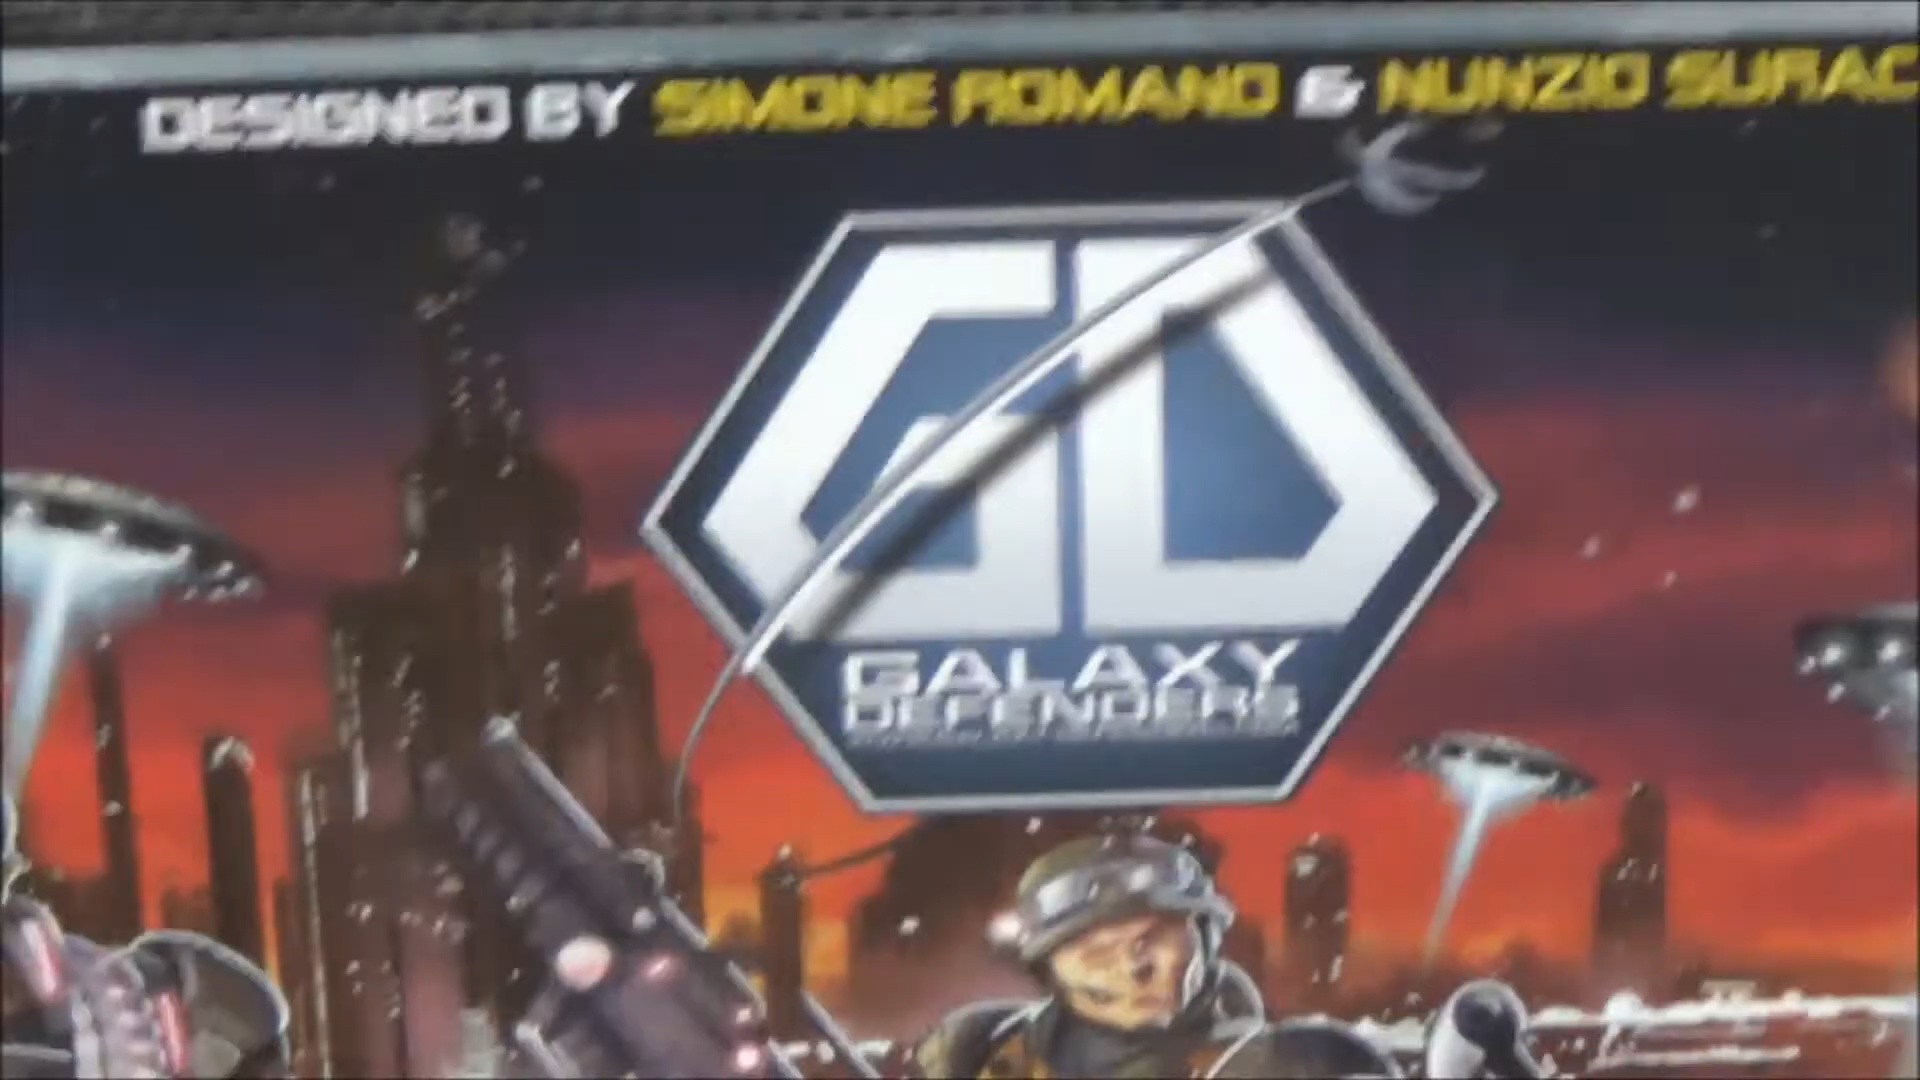 DESIGNED BY SIMONE ROMANO & NUNZIO SURAC
GD
GALAXY
DEFENDERS